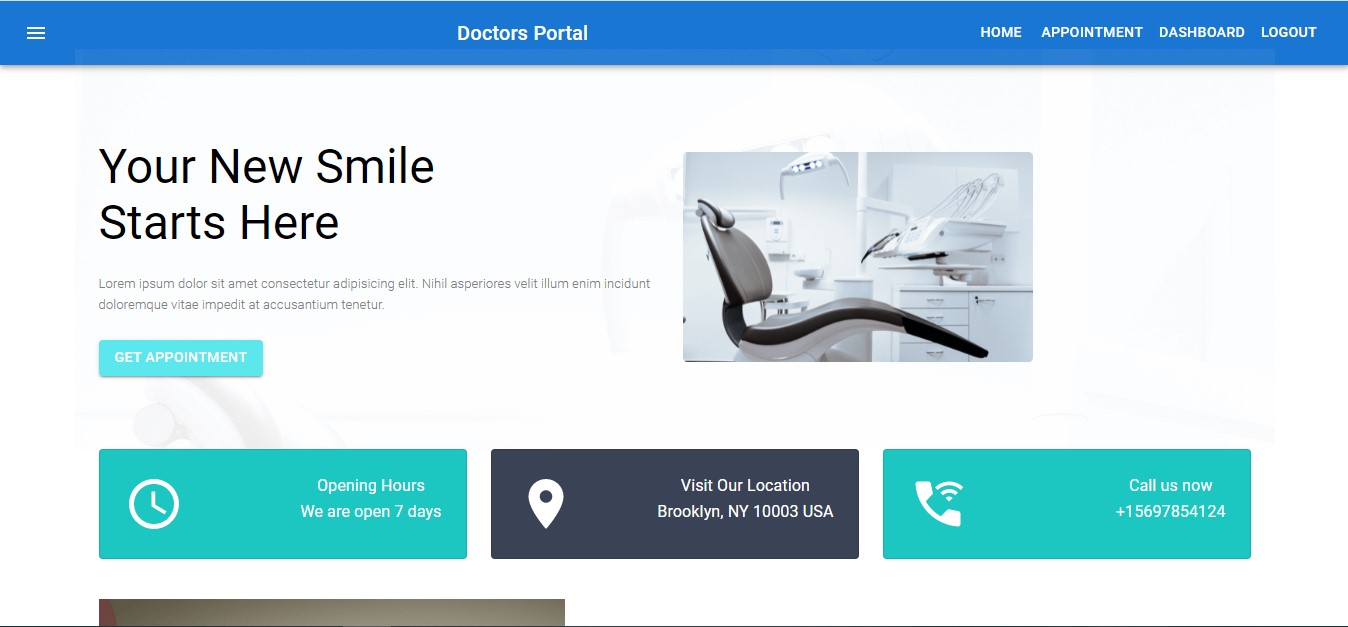 Doctors Portal
HOME APPOINTMENT DASHBOARD LOGOUT
Your New Smile
Starts Here
Lorem ipsum dolor sit amet consectetur adipisicing elit. Nihil asperiores velit illum enim incidunt
doloremque vitae impedit at accusantium tenetur.
GET APPOINTMENT
Opening Hours
We are open 7 days
Visit Our Location
Brooklyn, NY 10003 USA
Call us now
+15697854124